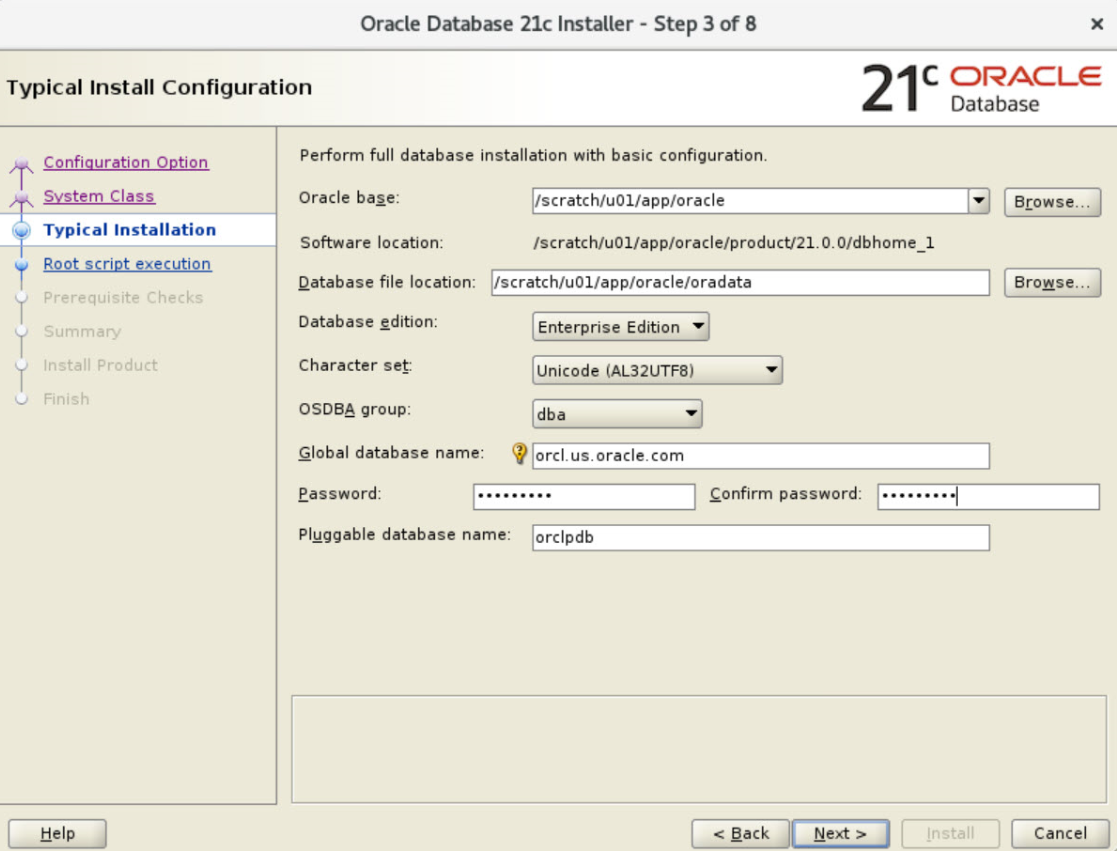 Oracle Database 21c Installer - Step 3 of 8
Typical Install Configuration
21c ORACLE
Database
Configuration Option
System Class
Typical Installation
Root script execution
Prerequisite Checks
Summary
Install Product
Finish
Perform full database installation with basic configuration.
Oracle base: /scratch/u01/app/oracle Browse...
Software location: /scratch/u01/app/oracle/product/21.0.0/dbhome_1
Database file location: /scratch/u01/app/oracle/oradata Browse...
Database edition: Enterprise Edition
Character set: Unicode (AL32UTF8)
OSDBA group: dba
Global database name: orcl.us.oracle.com
Password: ••••••••• Confirm password: •••••••••
Pluggable database name: orclpdb
Help < Back Next > Install Cancel